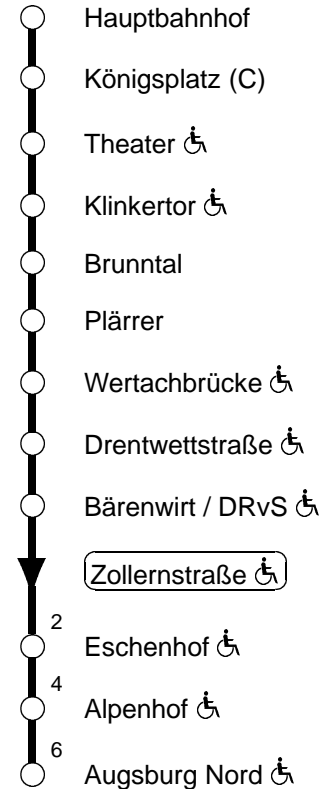 Hauptbahnhof
Königsplatz (C)
Theater
Klinkertor
Brunntal
Plärrer
Wertachbrücke
Drentwettstraße
Bärenwirt / DRvS
Zollernstraße
2
Eschenhof
4
Alpenhof
6
Augsburg Nord